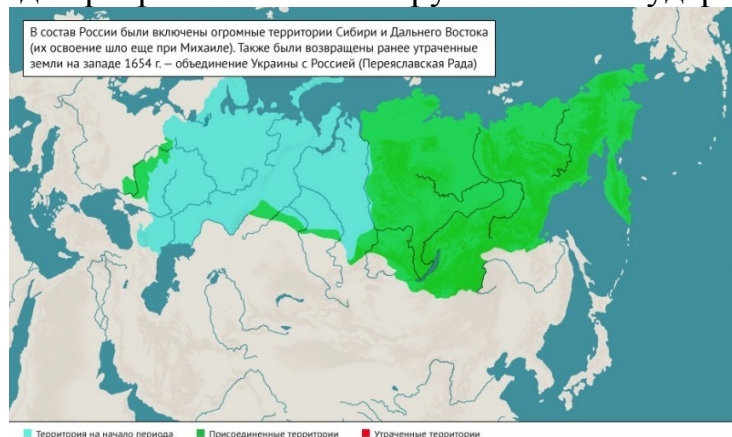 В состав России были включены огромные территории Сибири и Дальнего Востока
(их освоение шло еще при Михаиле). Также были возвращены ранее утраченные
земли на западе 1654 г. — объединение Украины с Россией (Переяславская Рада)
Территория на начало периода Присоединенные территории Утраченные территории